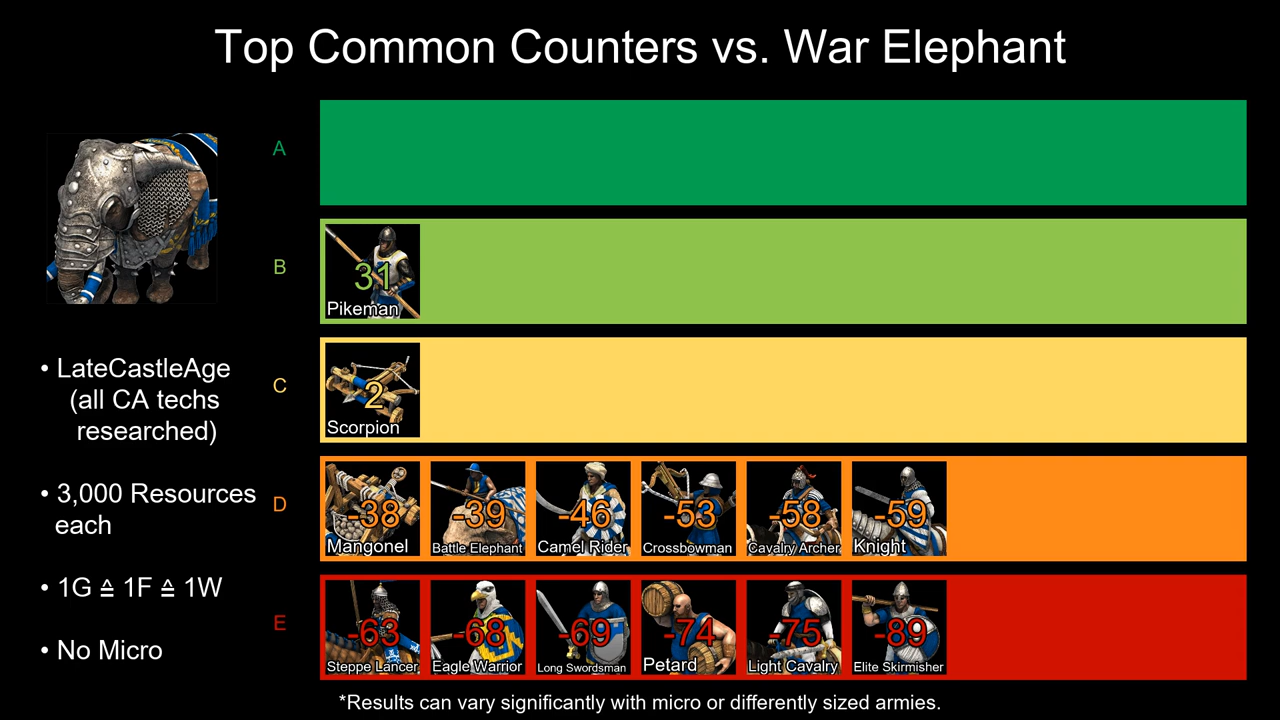 Top Common Counters vs. War Elephant
A
B
31
Pikeman
• LateCastleAge
(all CA techs
researched)
C
2
Scorpion
• 3,000 Resources
each
D
-38 -39 -46 -53 -58 -59
Mangonel Battle Elephant Camel Rider Crossbowman Cavalry Archer Knight
• 1G ≙ 1F ≙ 1W
E
-63 -68 -69 -74 -75 -89
• No Micro
Steppe Lancer Eagle Warrior Long Swordsman Petard Light Cavalry Elite Skirmisher
*Results can vary significantly with micro or differently sized armies.